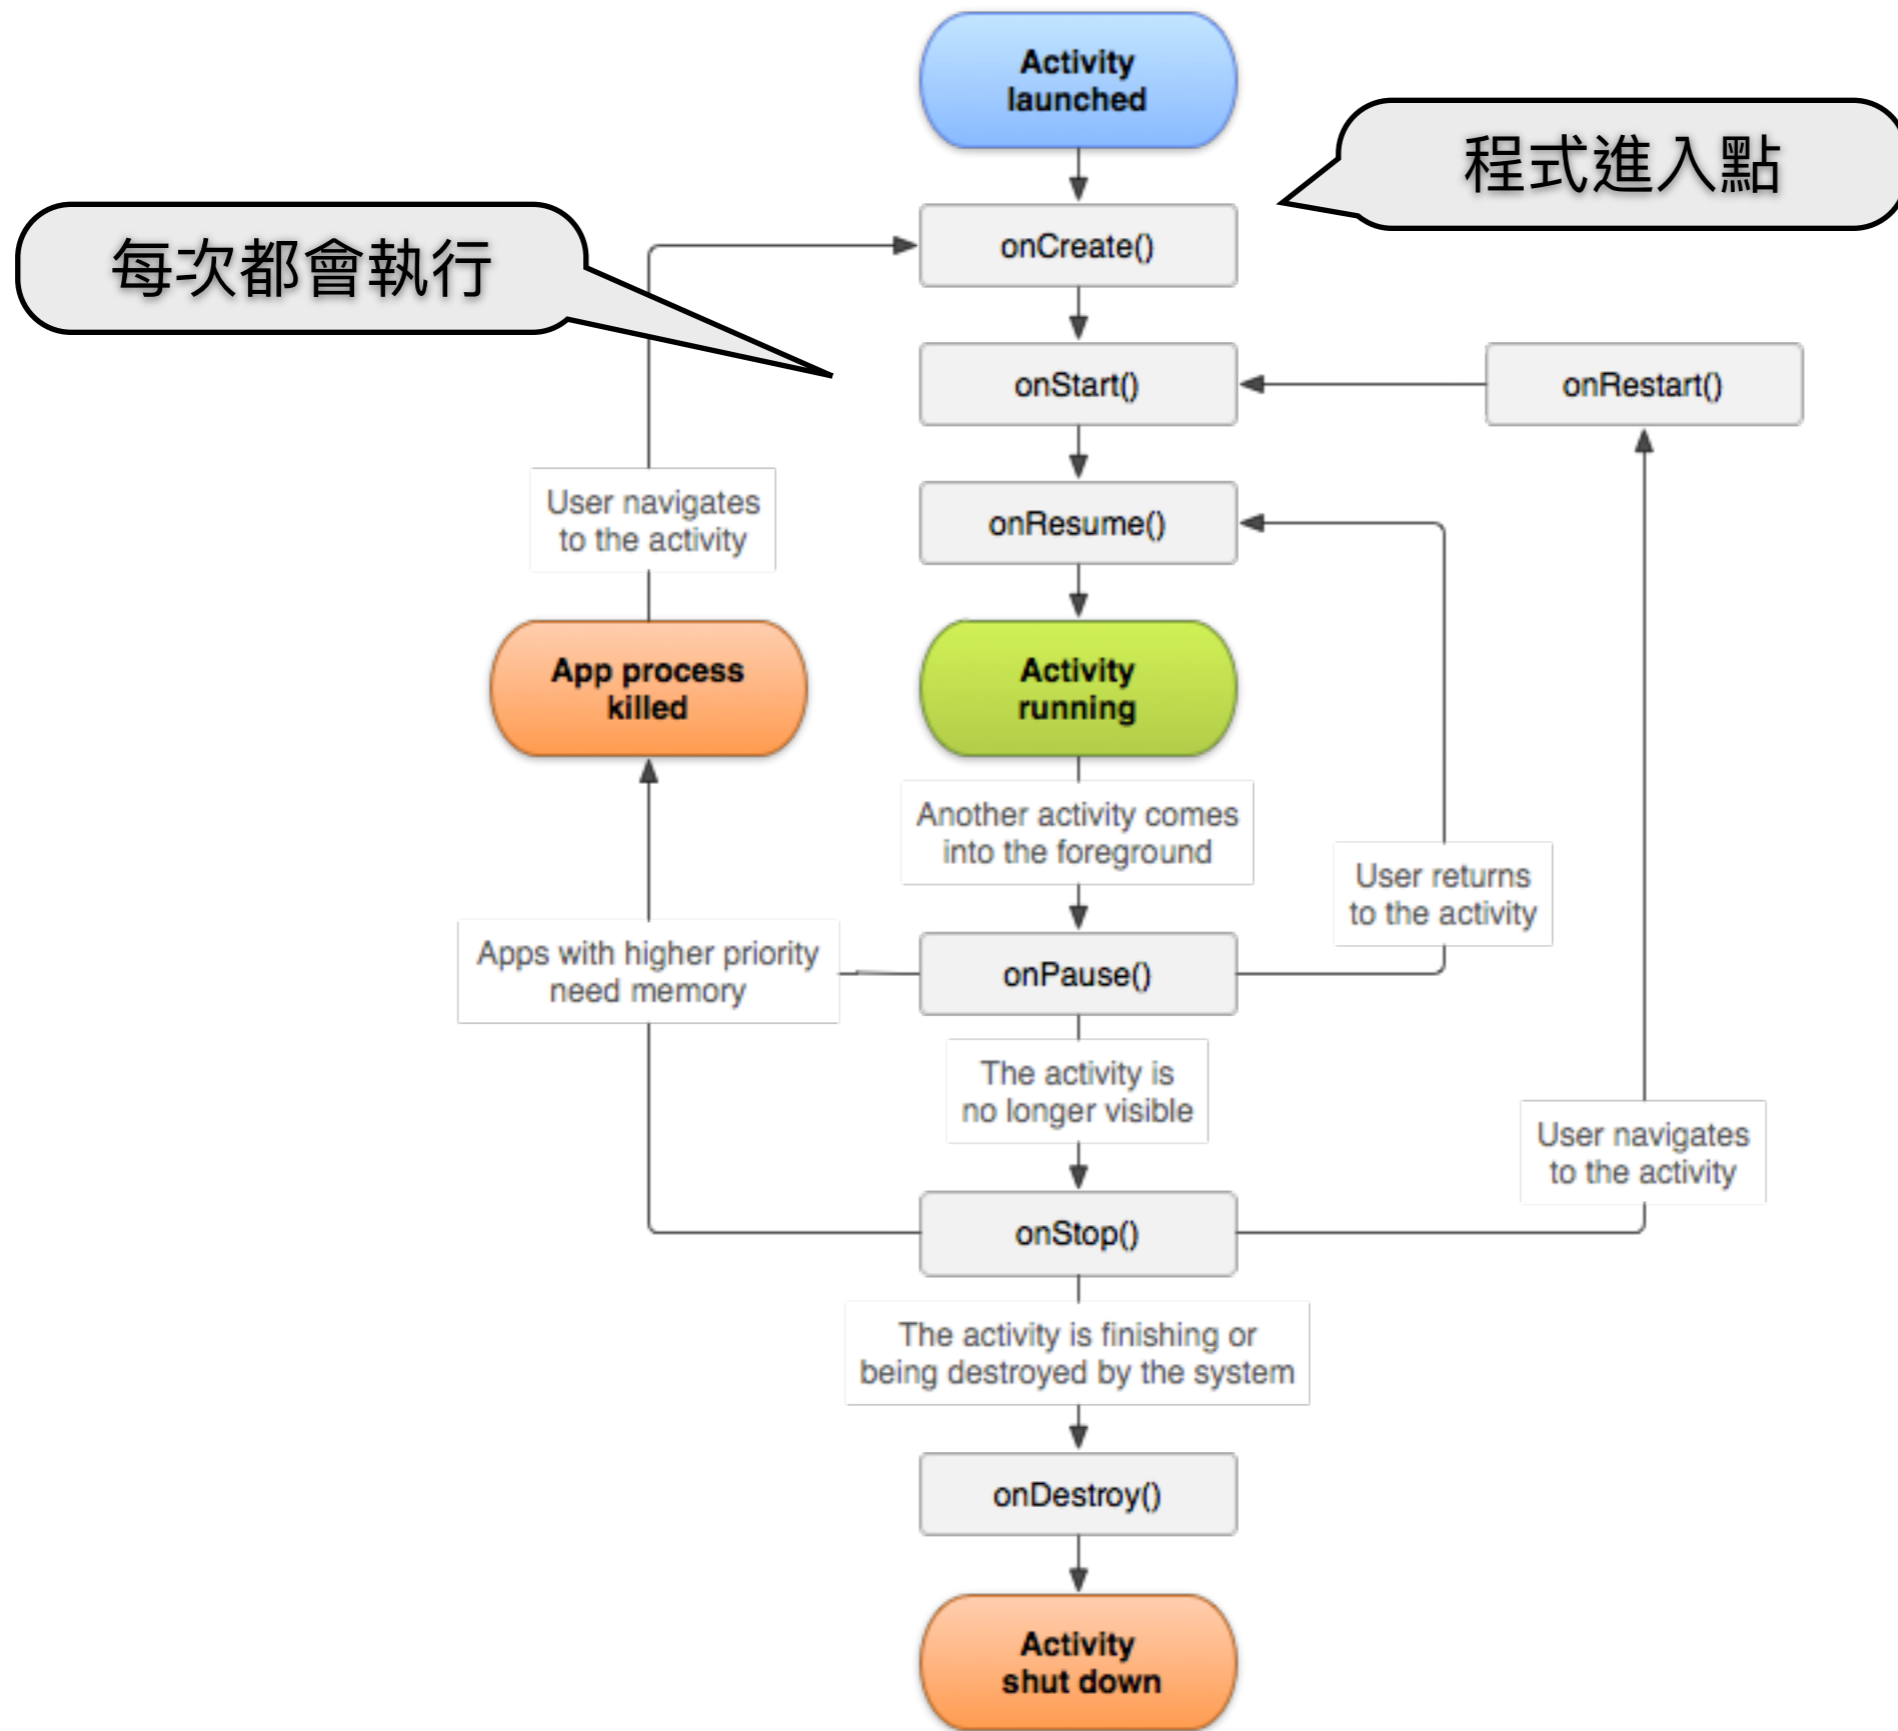 Activity
launched
程式進入點
每次都會執行
onCreate()
onStart()
onRestart()
User navigates
to the activity
onResume()
App process
killed
Activity
running
Another activity comes
into the foreground
User returns
to the activity
Apps with higher priority
need memory
onPause()
The activity is
no longer visible
User navigates
to the activity
onStop()
The activity is finishing or
being destroyed by the system
onDestroy()
Activity
shut down